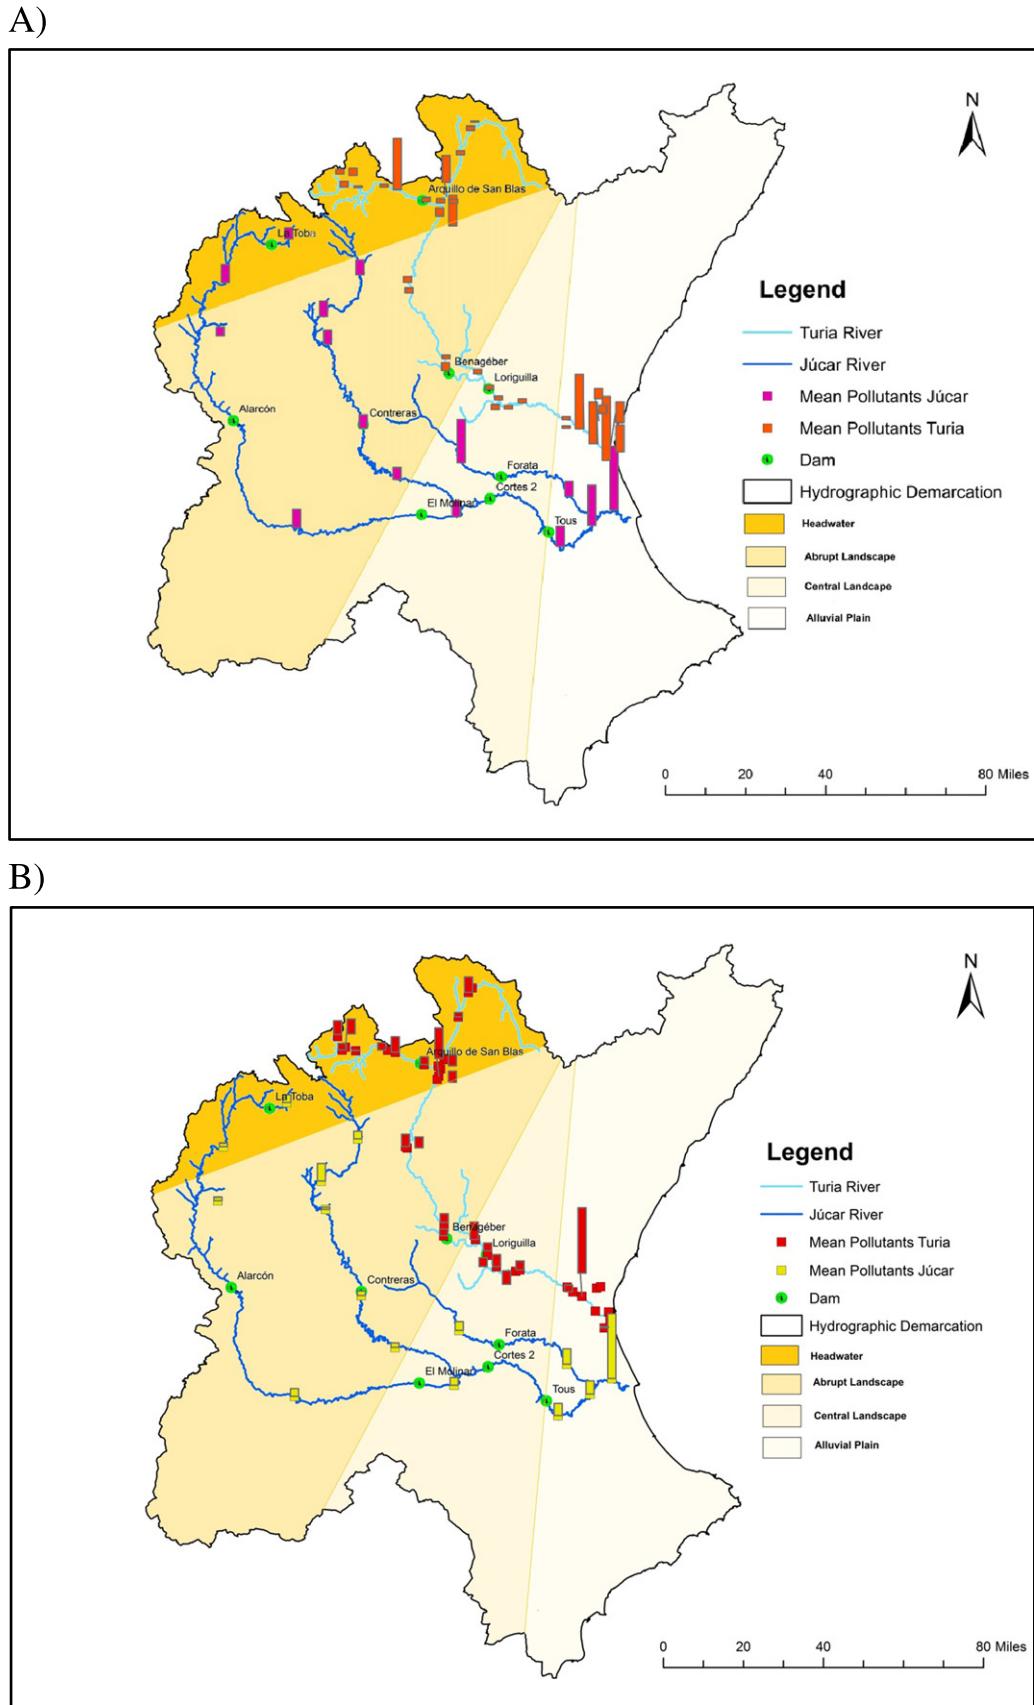 A)
N
Arquillo de San Blas
La Toba
Legend
Turia River
Benagéber
Júcar River
Loriguilla
Mean Pollutants Júcar
Alarcón
Contreras
Mean Pollutants Turia
Forata
Dam
Cortes 2
Hydrographic Demarcation
El Molinar
Tous
Headwater
Abrupt Landscape
Central Landcape
Alluvial Plain
0 20 40 80 Miles
B)
N
Arquillo de San Blas
La Toba
Legend
Turia River
Júcar River
Benagéber
Loriguilla
Mean Pollutants Turia
Mean Pollutants Júcar
Alarcón
Contreras
Dam
Forata
Hydrographic Demarcation
Cortes 2
Headwater
El Molinar
Abrupt Landscape
Tous
Central Landscape
Alluvial Plain
0 20 40 80 Miles